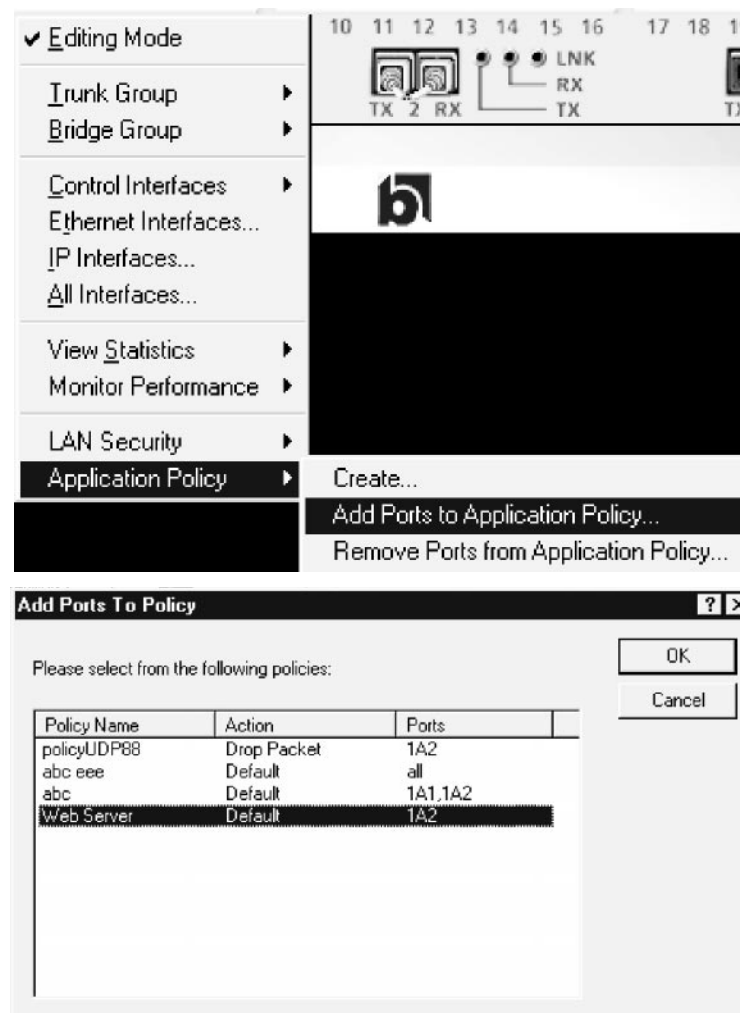 ✔ Editing Mode
10 11 12 13 14 15 16 17 18
LNK
RX
TX 2 RX TX
Trunk Group
Bridge Group
Control Interfaces
Ethernet Interfaces...
IP Interfaces...
All Interfaces...
View Statistics
Monitor Performance
LAN Security
Application Policy
Create...
Add Ports to Application Policy...
Remove Ports from Application Policy...
Add Ports To Policy
Please select from the following policies:
OK
Cancel
Policy Name Action Ports
policyUDP88 Drop Packet 1A2
abc eee Default all
abc Default 1A1,1A2
Web Server Default 1A2